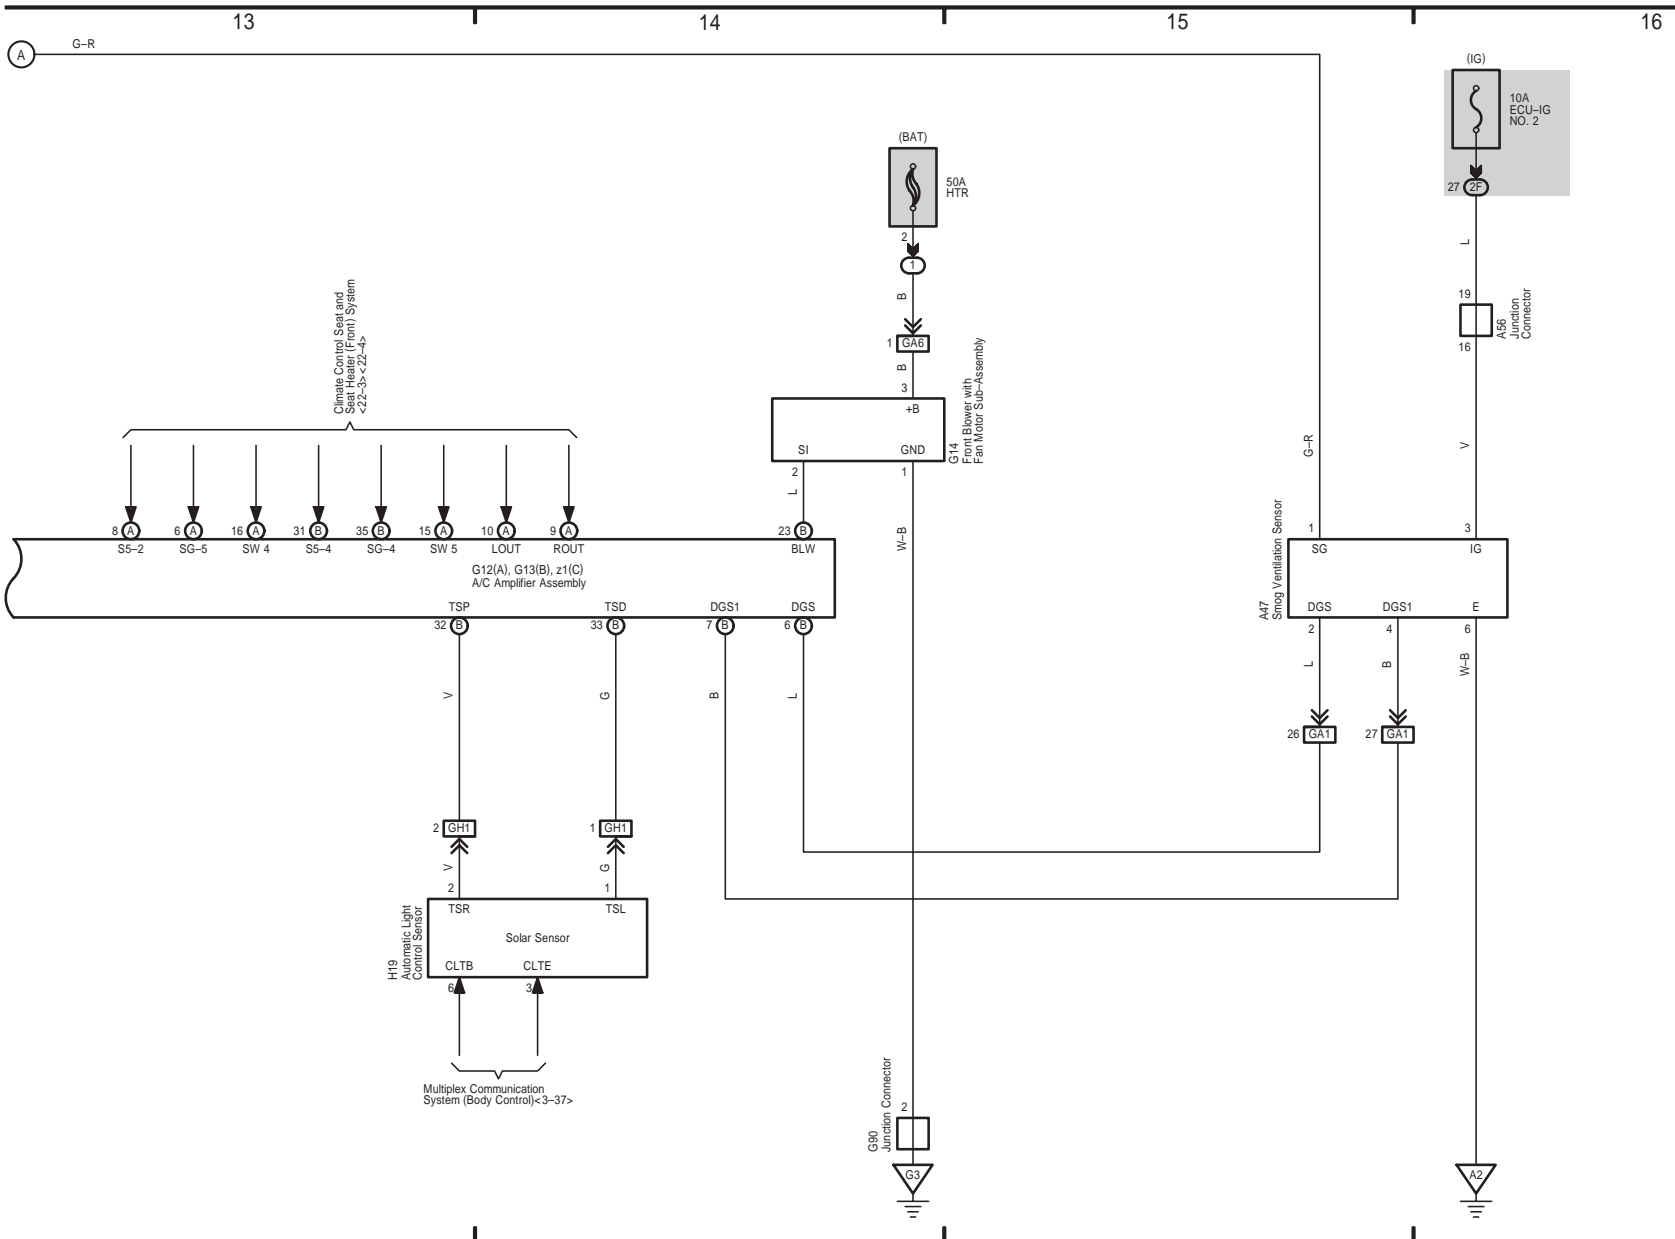 13
14
15
16
A
G–R
(IG)
10A
ECU–IG
NO. 2
27
2F
(BAT)
50A
HTR
2
1
L
B
19
A56
Junction
Connector
16
1
GA6
B
3
+B
SI
GND
G14
Front Blower with
Fan Motor Sub–Assembly
2
1
L
W–B
G–R
V
Climate Control Seat and
Seat Heater (Front) System
<22–3><22–4>
8 A
6 A
16 A
31 B
35 B
15 A
10 A
9 A
23 B
S5–2
SG–5
SW 4
S5–4
SG–4
SW 5
LOUT
ROUT
BLW
G12(A), G13(B), z1(C)
A/C Amplifier Assembly
TSP
TSD
DGS1
DGS
32 B
33 B
7 B
6 B
1
3
SG
IG
A47
Smog Ventilation Sensor
DGS
DGS1
E
2
4
6
L
B
W–B
V
G
B
L
26 GA1
27 GA1
2 GH1
1 GH1
V
G
2
1
TSR
TSL
Solar Sensor
H19
Automatic Light
Control Sensor
CLTB
CLTE
6
3
Multiplex Communication
System (Body Control)<3–37>
2
G90
Junction Connector
G3
A2